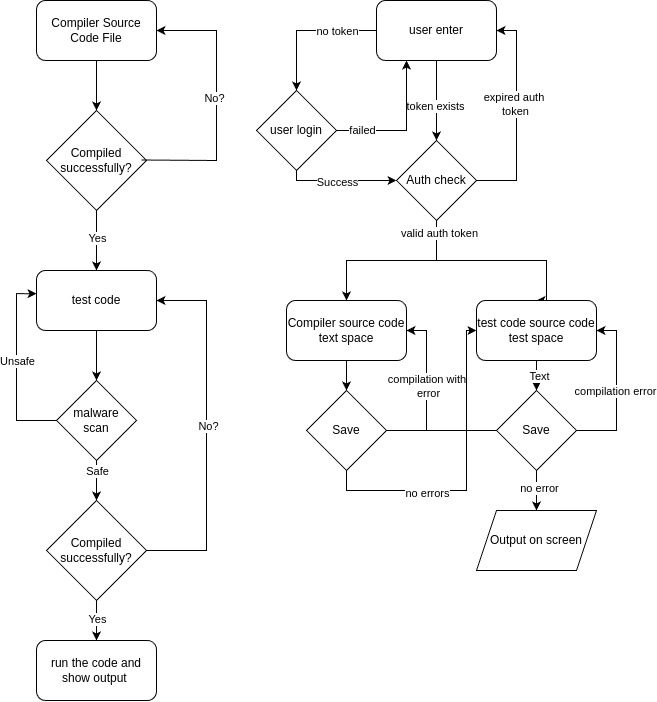 Compiler Source
Code File
No?
Compiled
successfully?
Yes
test code
Unsafe
malware
scan
No?
Safe
Compiled
successfully?
Yes
run the code and
show output
user enter
no token
token exists
expired auth
token
user login
failed
Success
Auth check
valid auth token
Compiler source code
text space
test code source code
test space
compilation with
error
Text
compilation error
Save
Save
no errors
no error
Output on screen